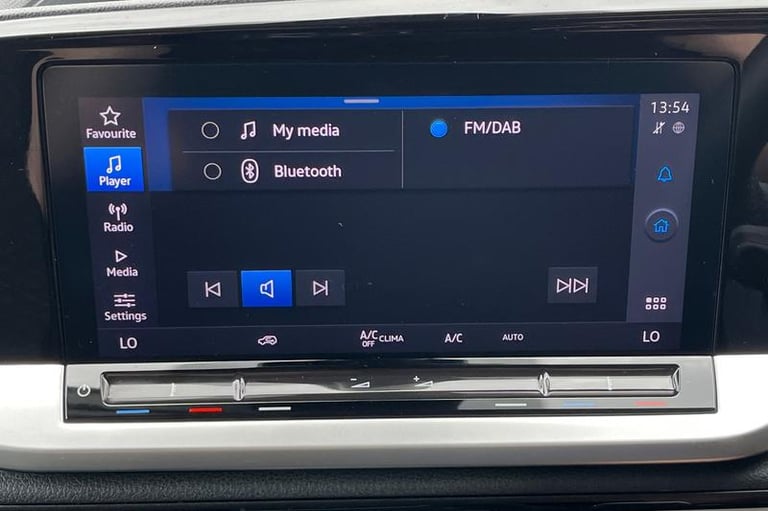 13:54
Favourite
My media
FM/DAB
Player
Bluetooth
Radio
Media
Settings
LO
A/C OFF CLIMA
A/C
AUTO
LO
- +